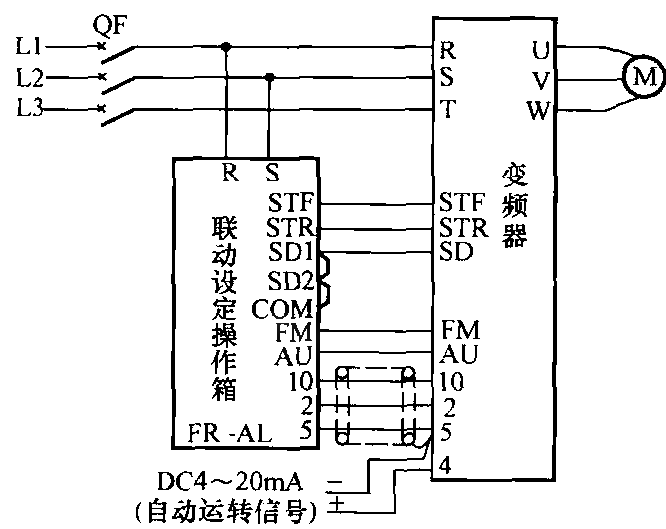 QF
L1
L2
L3
R
S
T
U
V
W
M
变频器
R
S
联动设定操作箱
FR-AL
STF
STR
SD1
SD2
COM
FM
AU
10
2
5
STF
STR
SD
FM
AU
10
2
5
4
DC4～20mA
(自动运转信号)
−
+